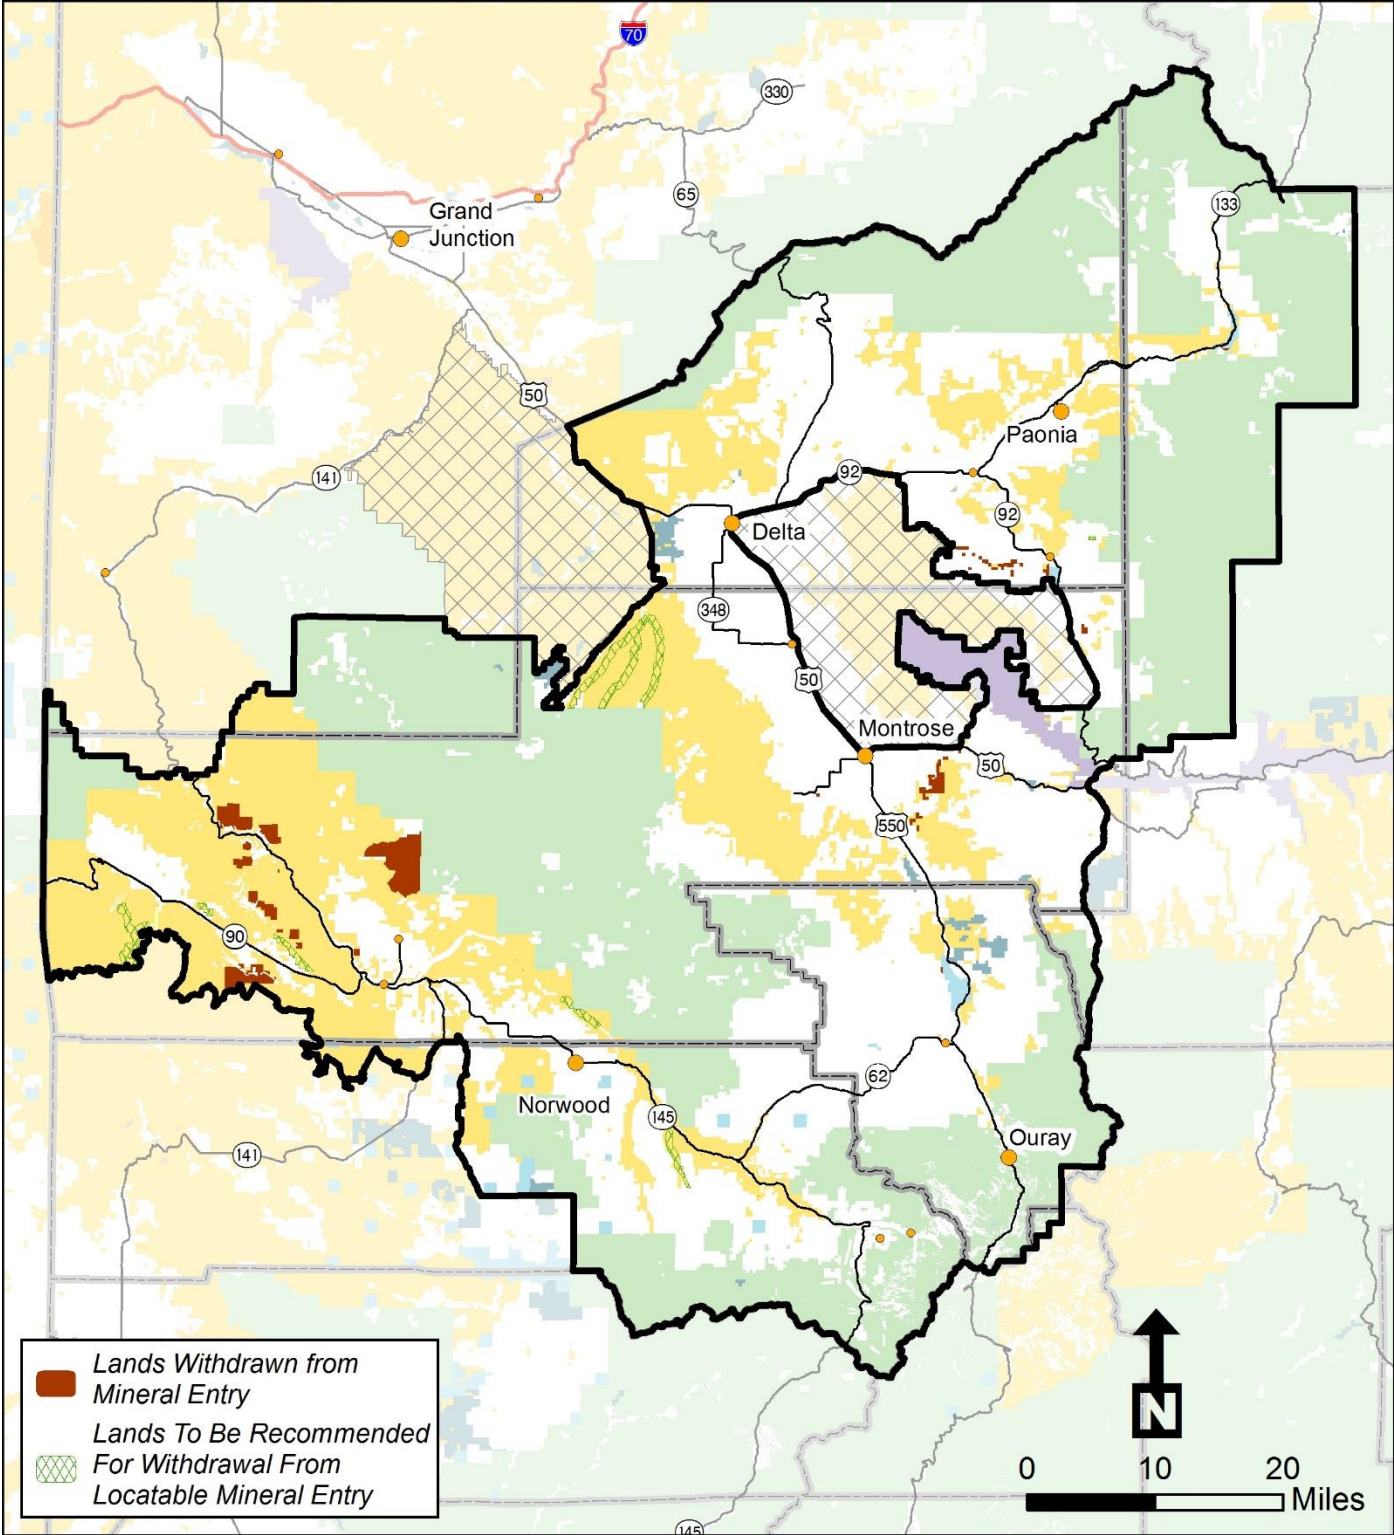 70
330
65
133
Grand
Junction
50
141
Paonia
92
92
Delta
348
50
Montrose
50
550
90
Norwood
62
145
Ouray
141
Lands Withdrawn from
Mineral Entry
Lands To Be Recommended
For Withdrawal From
Locatable Mineral Entry
N
0 10 20
Miles
145